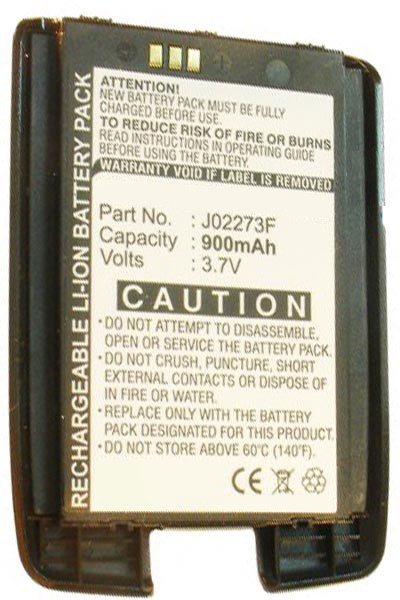 RECHARGEABLE LI-ION BATTERY PACK
ATTENTION!
NEW BATTERY PACK MUST BE FULLY
CHARGED BEFORE USING.
TO REDUCE RISK OF FIRE OR BURNS
READ INSTRUCTIONS IN OPERATING GUIDE
BEFORE USING BATTERY.
WARRANTY VOID IF LABEL IS REMOVED
Part No. : J02273F
Capacity : 900mAh
Voltage : 3.7V
CAUTION
• DO NOT ATTEMPT TO DISASSEMBLE,
OPEN OR SERVICE THE BATTERY PACK.
• DO NOT CRUSH, PUNCTURE, SHORT
EXTERNAL CONTACTS OR DISPOSE OF
IN FIRE OR WATER.
• REPLACE ONLY WITH THE BATTERY
PACK DESIGNATED FOR THE UNIT.
• DO NOT STORE ABOVE 60°C (140°F).
CE